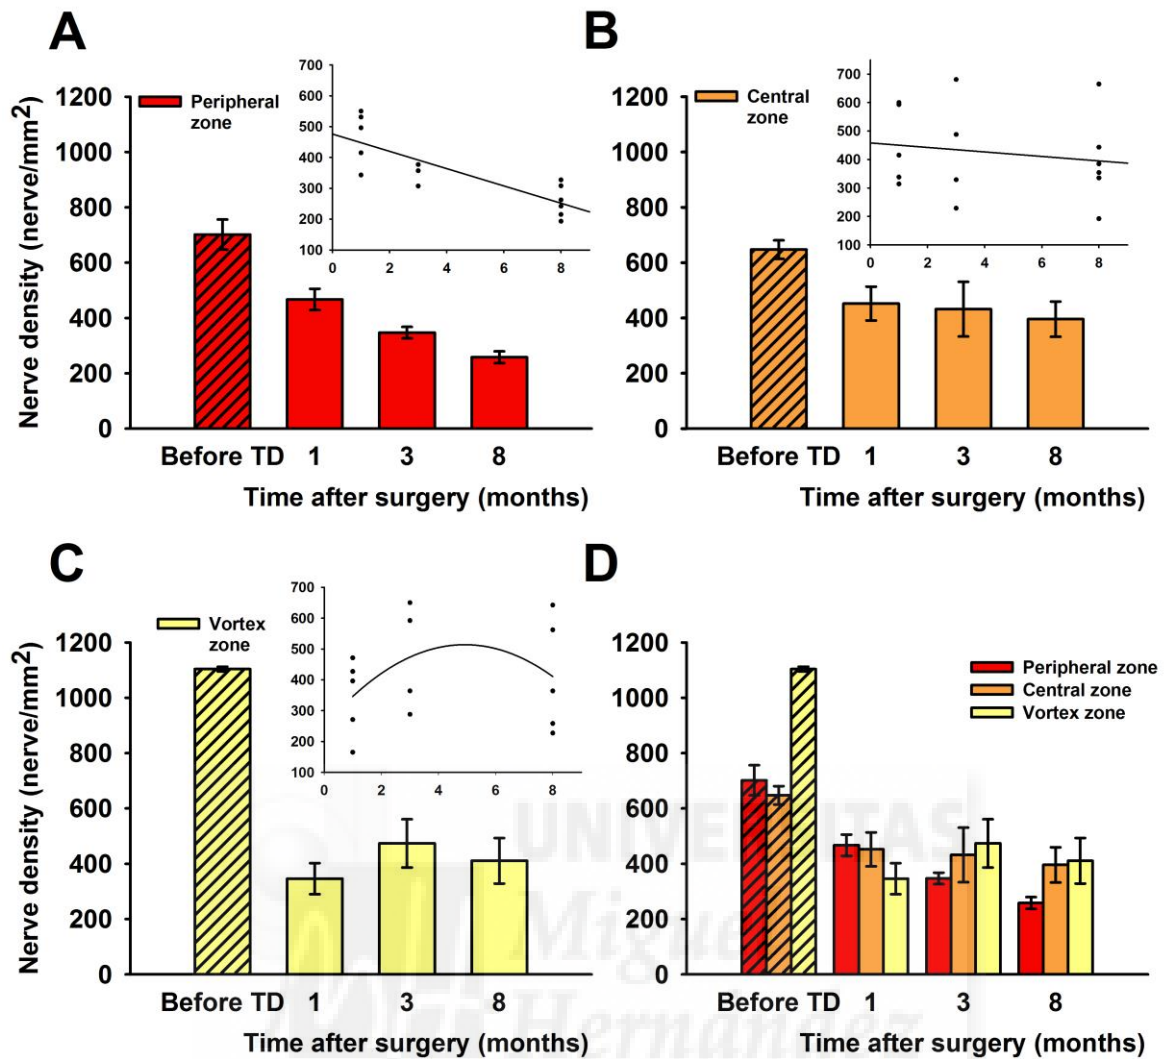 A
Peripheral
zone
Nerve density (nerve/mm²)
1200
1000
800
600
400
200
0
700
600
500
400
300
200
100
0 2 4 6 8
Before TD 1 3 8
Time after surgery (months)
B
Central
zone
1200
1000
800
600
400
200
0
700
600
500
400
300
200
100
0 2 4 6 8
Before TD 1 3 8
Time after surgery (months)
C
Vortex
zone
Nerve density (nerve/mm²)
1200
1000
800
600
400
200
0
700
600
500
400
300
200
100
0 2 4 6 8
Before TD 1 3 8
Time after surgery (months)
D
Peripheral zone
Central zone
Vortex zone
1200
1000
800
600
400
200
0
Before TD 1 3 8
Time after surgery (months)
UNIVERSITAS
Miguel
Hernández